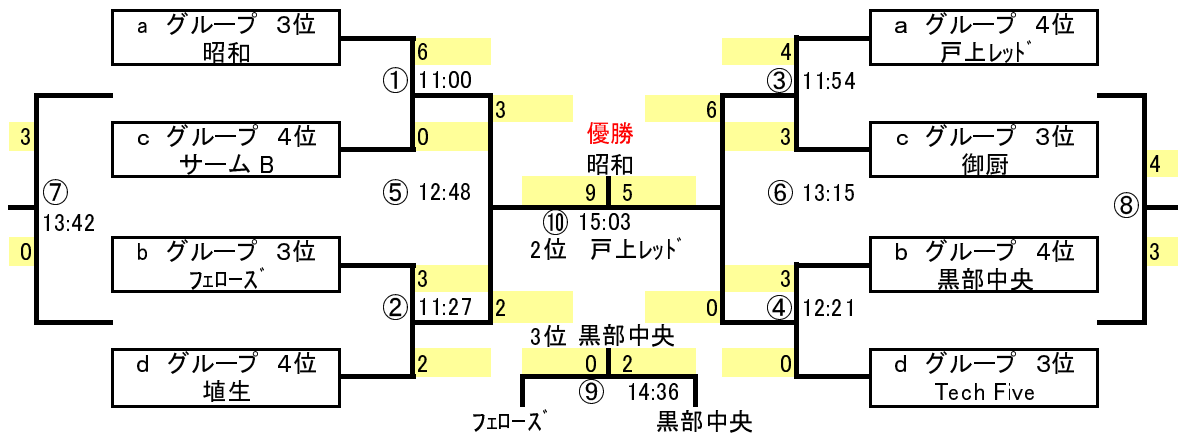 a グループ 3位
昭和
6
① 11:00
c グループ 4位
サームB
0
3
⑤ 12:48
3
⑦
13:42
0
b グループ 3位
フェローズ
3
② 11:27
2
d グループ 4位
埴生
2
優勝
昭和
9 5
⑩ 15:03
2位 戸上レッド
3位 黒部中央
0 2
⑨ 14:36
フェローズ 黒部中央
a グループ 4位
戸上レッド
4
③ 11:54
6
c グループ 3位
御厨
3
⑥ 13:15
4
⑧
3
b グループ 4位
黒部中央
3
④ 12:21
0
d グループ 3位
Tech Five
0